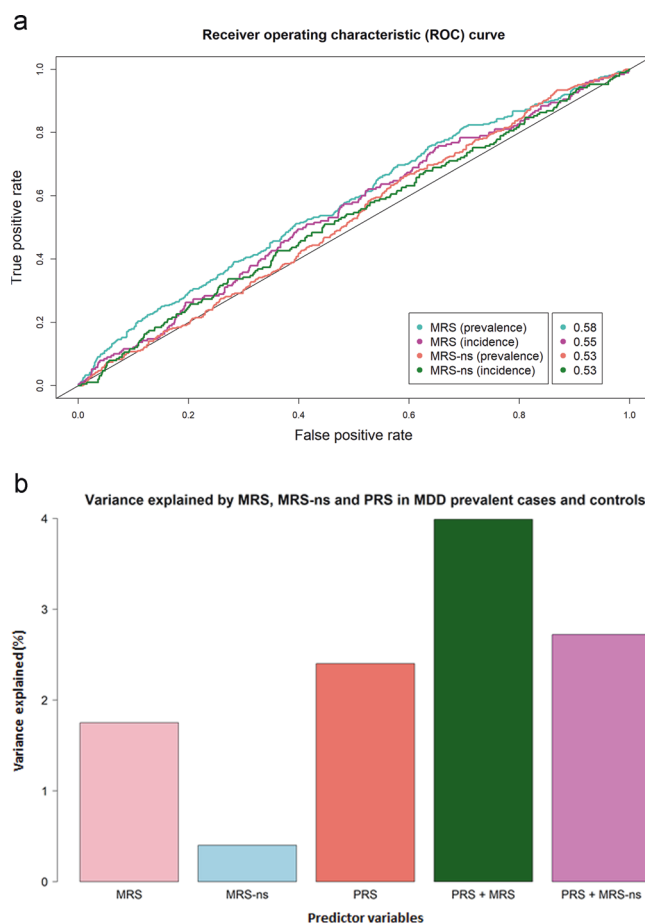 a
Receiver operating characteristic (ROC) curve
True positive rate
1.0
0.8
0.6
0.4
0.2
0.0
MRS (prevalence) 0.58
MRS (incidence) 0.55
MRS-ns (prevalence) 0.53
MRS-ns (incidence) 0.53
0.0 0.2 0.4 0.6 0.8 1.0
False positive rate
b
Variance explained by MRS, MRS-ns and PRS in MDD prevalent cases and controls
Variance explained(%)
4
3
2
1
0
MRS MRS-ns PRS PRS + MRS PRS + MRS-ns
Predictor variables